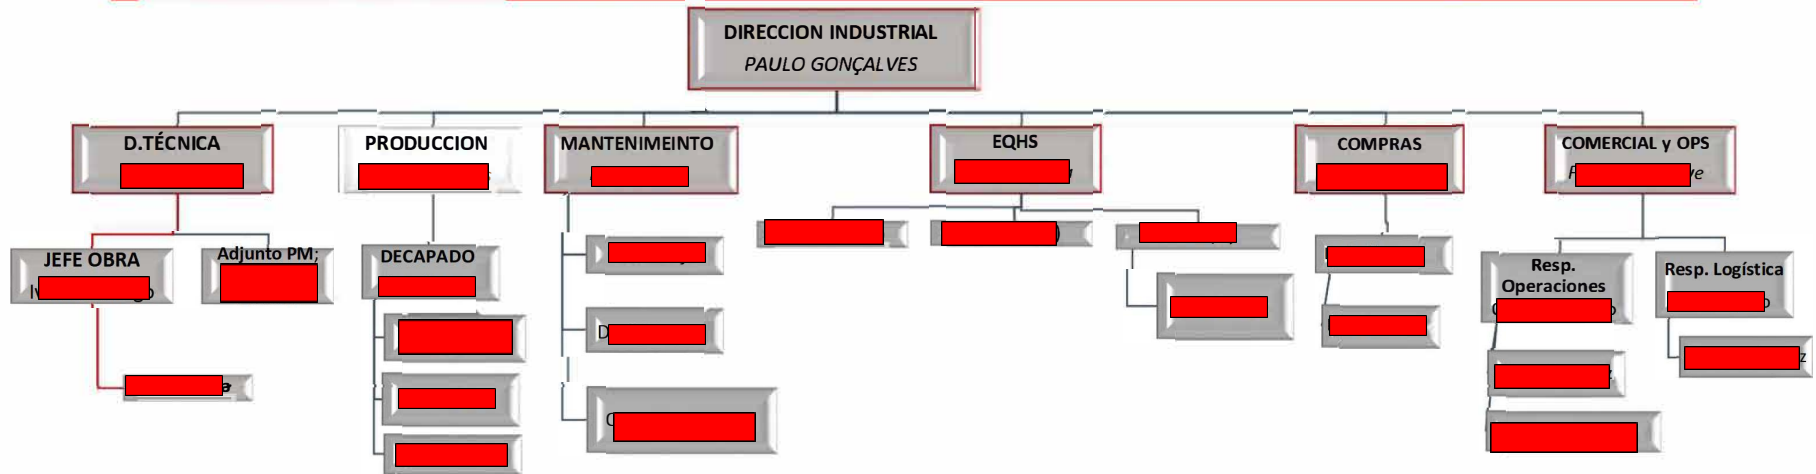 DIRECCION INDUSTRIAL
PAULO GONÇALVES
D.TÉCNICA
PRODUCCION
MANTENIMEINTO
EQHS
COMPRAS
COMERCIAL y OPS
JEFE OBRA
Adjunto PM;
DECAPADO
Resp.
Operaciones
Resp. Logística